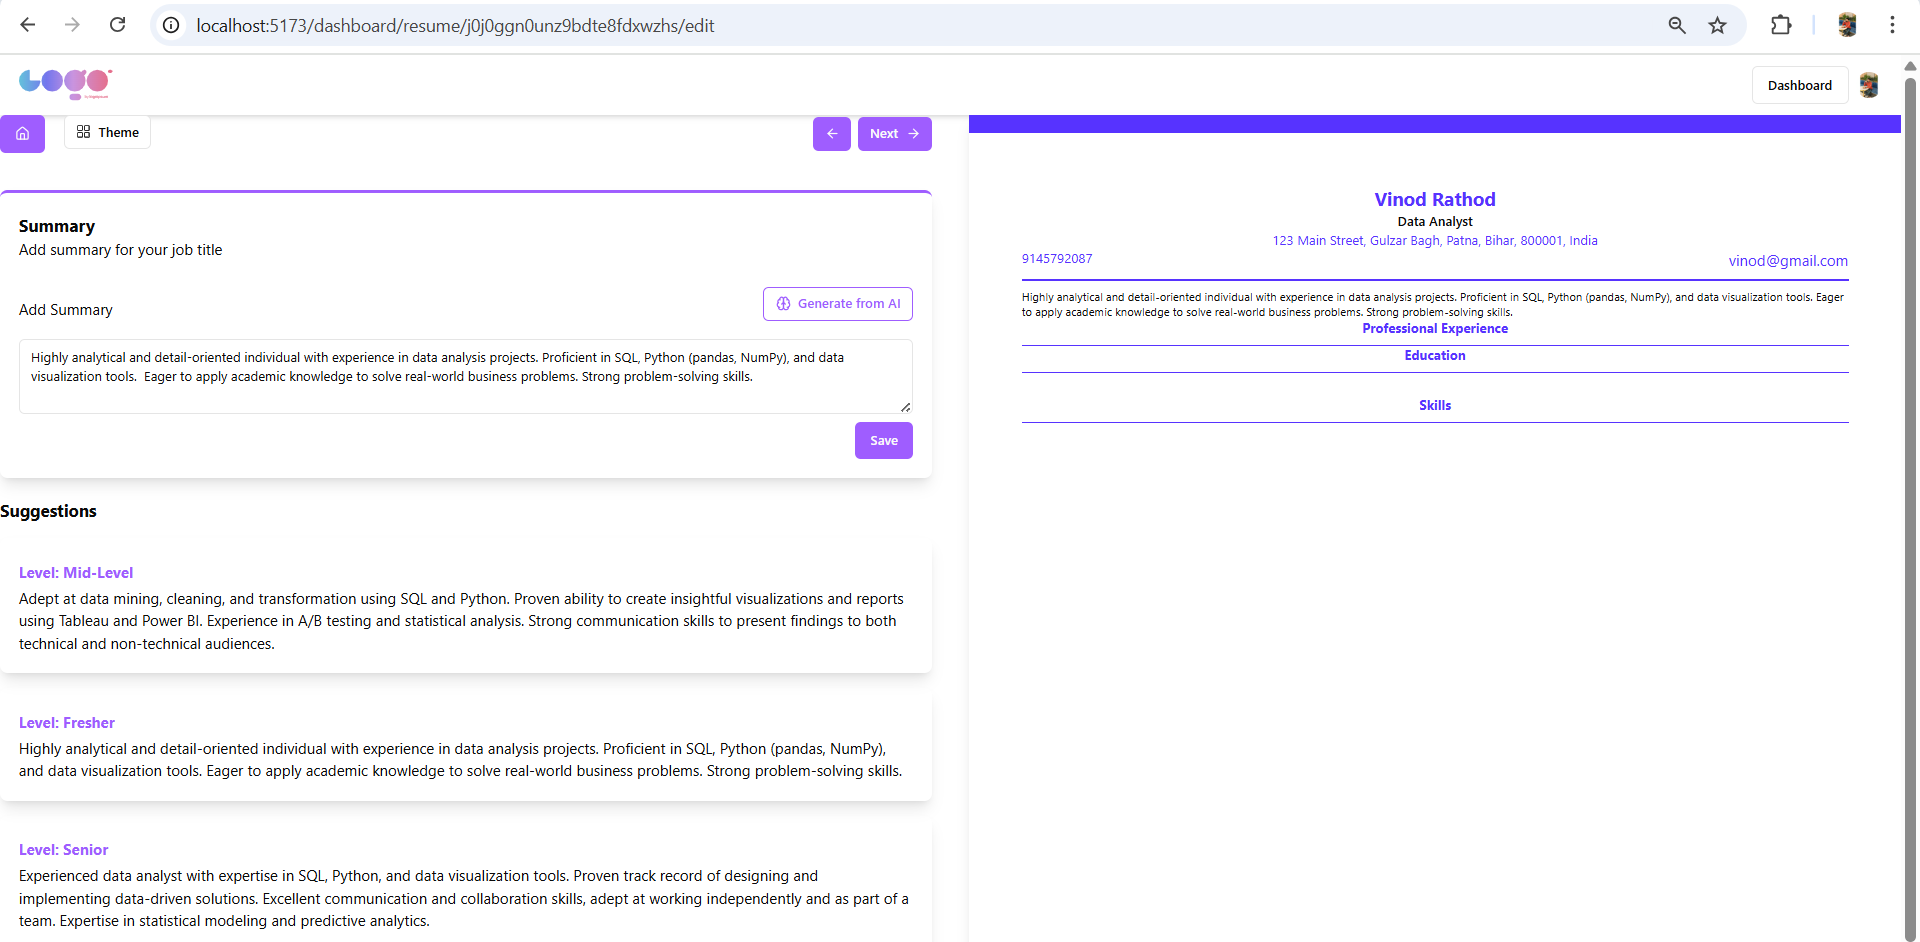 localhost:5173/dashboard/resume/j0j0ggn0unz9bdte8fdxwzhs/edit
LOGO
Dashboard
Theme
Next
Summary
Add summary for your job title
Add Summary
Generate from AI
Highly analytical and detail-oriented individual with experience in data analysis projects. Proficient in SQL, Python (pandas, NumPy), and data
visualization tools.  Eager to apply academic knowledge to solve real-world business problems. Strong problem-solving skills.
Save
Suggestions
Level: Mid-Level
Adept at data mining, cleaning, and transformation using SQL and Python. Proven ability to create insightful visualizations and reports
using Tableau and Power BI. Experience in A/B testing and statistical analysis. Strong communication skills to present findings to both
technical and non-technical audiences.
Level: Fresher
Highly analytical and detail-oriented individual with experience in data analysis projects. Proficient in SQL, Python (pandas, NumPy),
and data visualization tools. Eager to apply academic knowledge to solve real-world business problems. Strong problem-solving skills.
Level: Senior
Experienced data analyst with expertise in SQL, Python, and data visualization tools. Proven track record of designing and
implementing data-driven solutions. Excellent communication and collaboration skills, adept at working independently and as part of a
team. Expertise in statistical modeling and predictive analytics.
Vinod Rathod
Data Analyst
123 Main Street, Gulzar Bagh, Patna, Bihar, 800001, India
9145792087
vinod@gmail.com
Highly analytical and detail-oriented individual with experience in data analysis projects. Proficient in SQL, Python (pandas, NumPy), and data visualization tools. Eager
to apply academic knowledge to solve real-world business problems. Strong problem-solving skills.
Professional Experience
Education
Skills